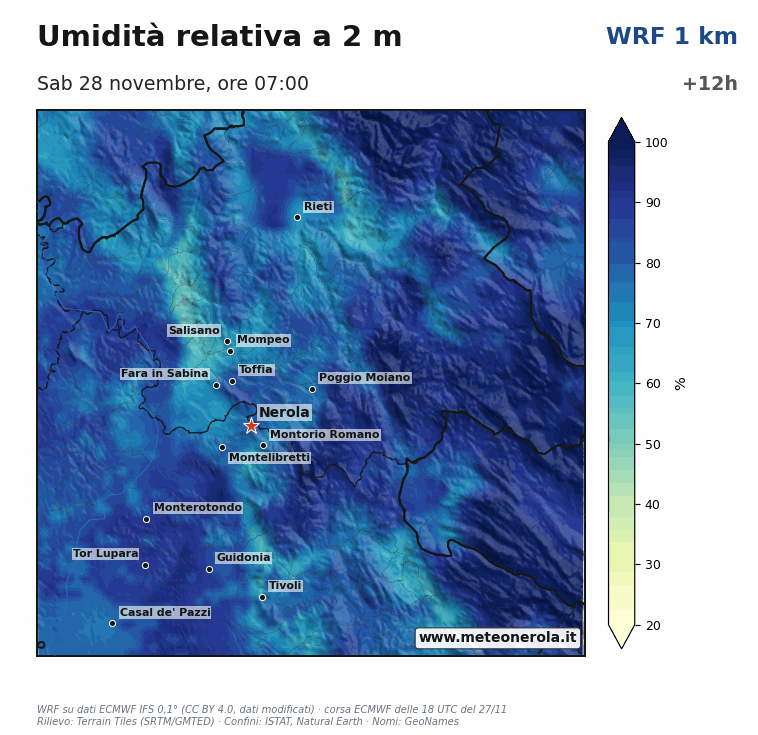 Umidità relativa a 2 m
WRF 1 km
Sab 28 novembre, ore 07:00
+12h
Rieti
Salisano
Mompeo
Toffia
Fara in Sabina
Poggio Moiano
Nerola
Montorio Romano
Montelibretti
Monterotondo
Tor Lupara
Guidonia
Tivoli
Casal de' Pazzi
www.meteonerola.it
100
90
80
70
60
50
40
30
20
%
WRF su dati ECMWF IFS 0,1° (CC BY 4.0, dati modificati) · corsa ECMWF delle 18 UTC del 27/11
Rilievo: Terrain Tiles (SRTM/GMTED) · Confini: ISTAT, Natural Earth · Nomi: GeoNames